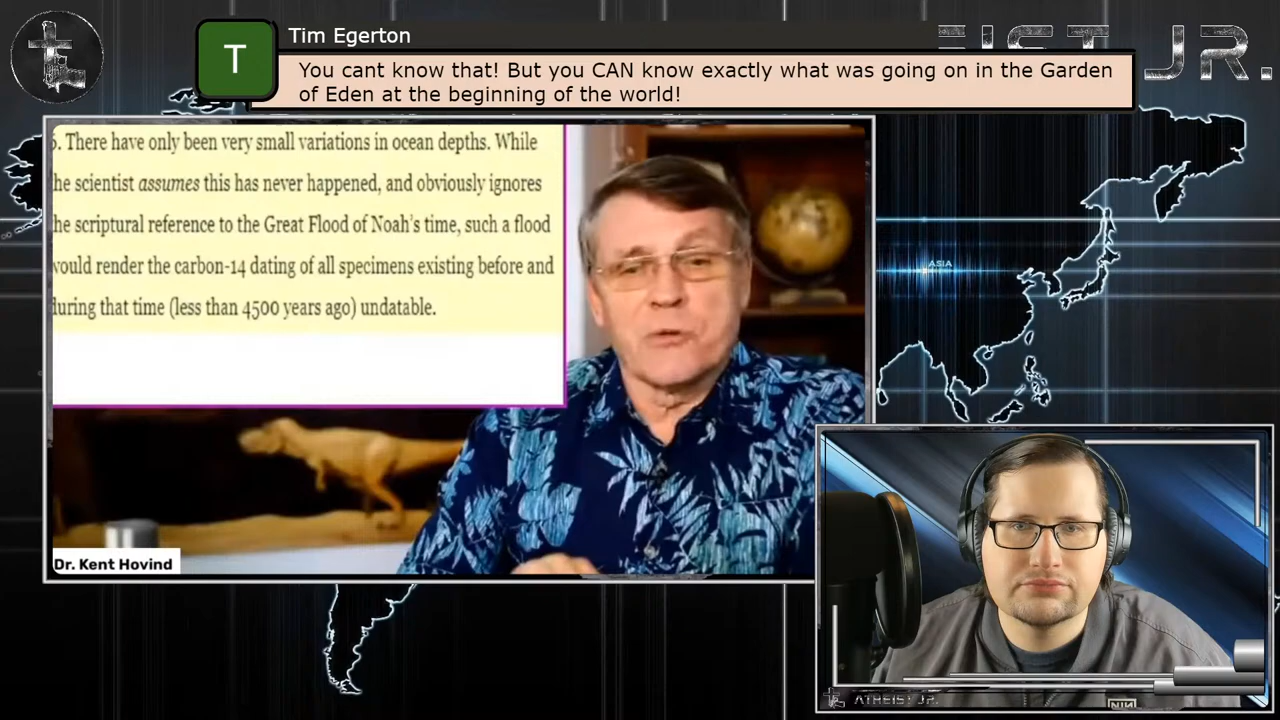 Tim Egerton
T
You cant know that! But you CAN know exactly what was going on in the Garden
of Eden at the beginning of the world!
JR.
. There have only been very small variations in ocean depths. While
he scientist assumes this has never happened, and obviously ignores
he scriptural reference to the Great Flood of Noah's time, such a flood
would render the carbon-14 dating of all specimens existing before and
during that time (less than 4500 years ago) undatable.
ASIA
Dr. Kent Hovind
ATHEIST JR.
NIN